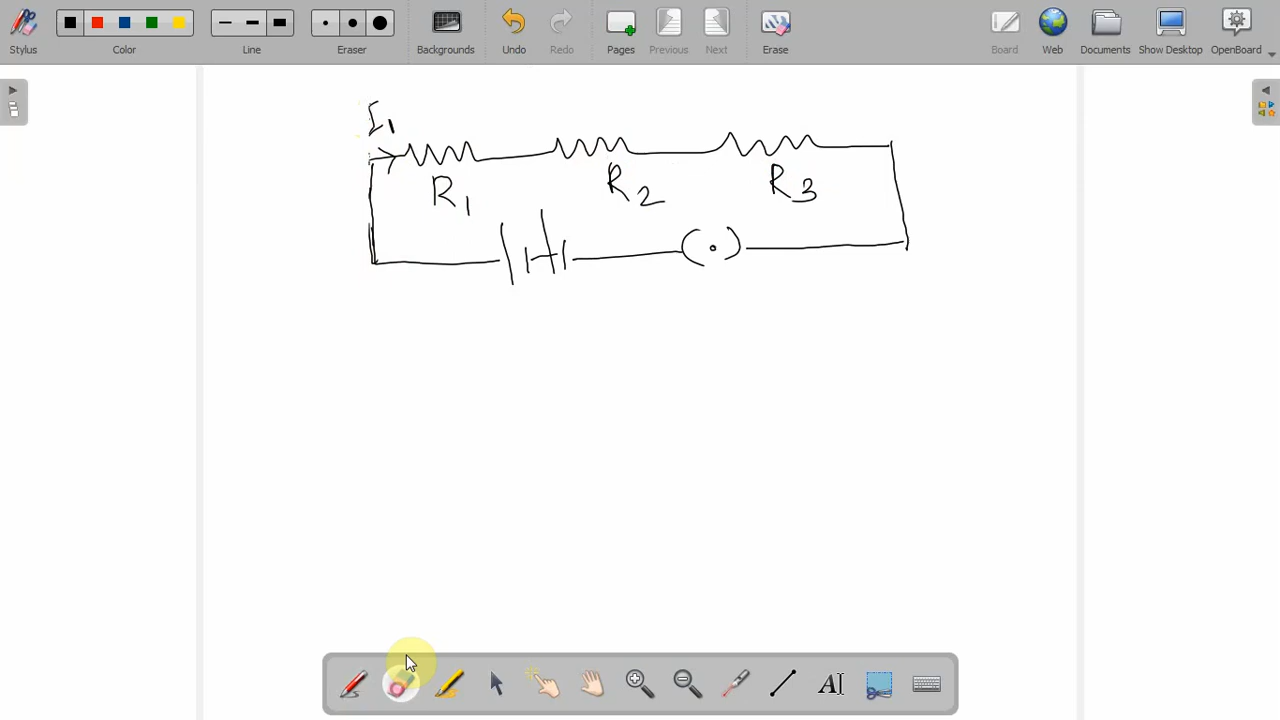 Stylus Color Line Eraser Backgrounds Undo Redo Pages Previous Next Erase Board Web Documents Show Desktop OpenBoard
I1
R1 R2 R3
AI